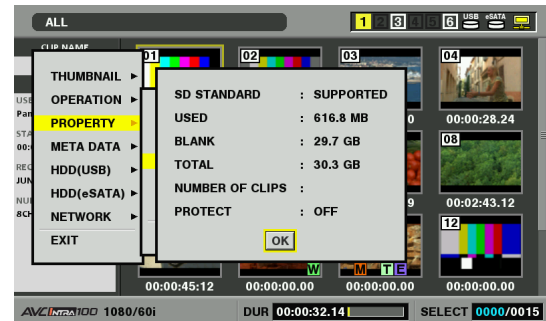 ALL
1 2 3 4 5 6 USB eSATA
CLIP NAME
01 02 03 04
THUMBNAIL
OPERATION
PROPERTY
META DATA
HDD(USB)
HDD(eSATA)
NETWORK
EXIT
SD STANDARD : SUPPORTED
USED : 616.8 MB
BLANK : 29.7 GB
TOTAL : 30.3 GB
NUMBER OF CLIPS :
PROTECT : OFF
OK
00:00:28.24
08
00:02:43.12
12
W M T E
00:00:45:12 00:00:00.00 00:00:00.00 00:00:00.00
AVC INTRA 100 1080/60i DUR 00:00:32.14 SELECT 0000/0015